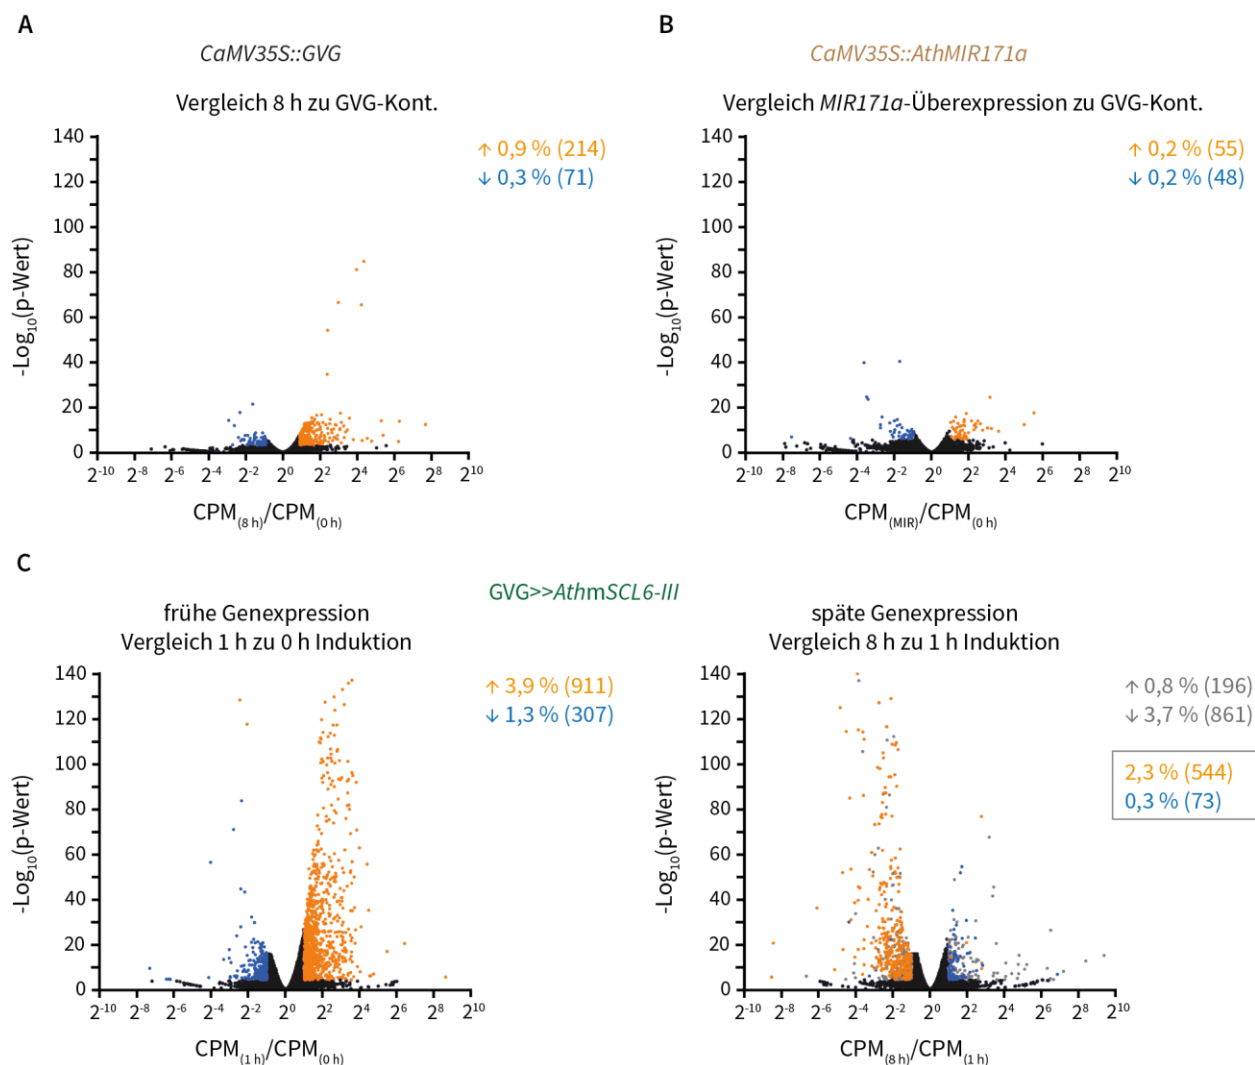 A
CaMV35S::GVG
Vergleich 8 h zu GVG-Kont.
↑ 0,9 % (214)
↓ 0,3 % (71)
-Log10(p-Wert)
140
120
100
80
60
40
20
0
2-10 2-8 2-6 2-4 2-2 20 22 24 26 28 210
CPM(8 h)/CPM(0 h)
B
CaMV35S::AthMIR171a
Vergleich MIR171a-Überexpression zu GVG-Kont.
↑ 0,2 % (55)
↓ 0,2 % (48)
-Log10(p-Wert)
140
120
100
80
60
40
20
0
2-10 2-8 2-6 2-4 2-2 20 22 24 26 28 210
CPM(MIR)/CPM(0 h)
C
GVG>>AthmSCL6-III
frühe Genexpression
Vergleich 1 h zu 0 h Induktion
↑ 3,9 % (911)
↓ 1,3 % (307)
-Log10(p-Wert)
140
120
100
80
60
40
20
0
2-10 2-8 2-6 2-4 2-2 20 22 24 26 28 210
CPM(1 h)/CPM(0 h)
späte Genexpression
Vergleich 8 h zu 1 h Induktion
↑ 0,8 % (196)
↓ 3,7 % (861)
2,3 % (544)
0,3 % (73)
-Log10(p-Wert)
140
120
100
80
60
40
20
0
2-10 2-8 2-6 2-4 2-2 20 22 24 26 28 210
CPM(8 h)/CPM(1 h)